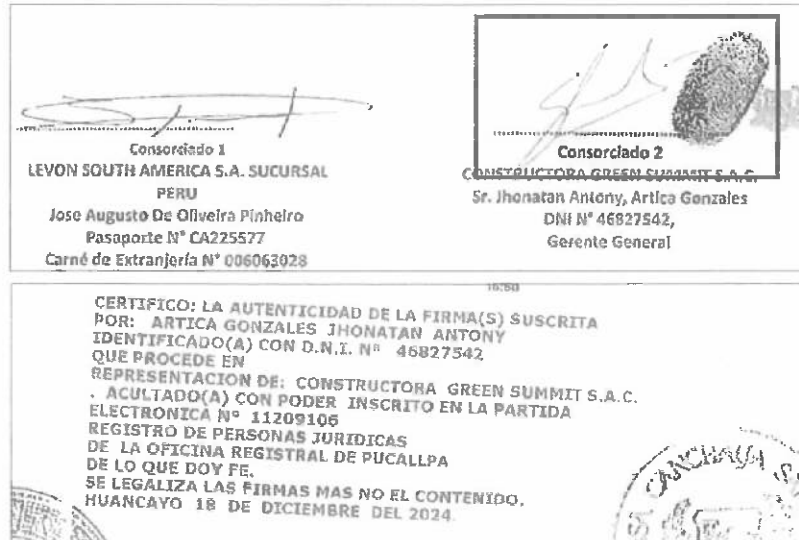 Consorciado 1
LEVON SOUTH AMERICA S.A. SUCURSAL
PERU
Jose Augusto De Oliveira Pinheiro
Pasaporte N° CA225577
Carné de Extranjería N° 006063028
Consorciado 2
CONSTRUCTORA GREEN SUMMIT S.A.C.
Sr. Jhonatan Antony, Artica Gonzales
DNI N° 46827542,
Gerente General
CERTIFICO: LA AUTENTICIDAD DE LA FIRMA(S) SUSCRITA
POR: ARTICA GONZALES JHONATAN ANTONY
IDENTIFICADO(A) CON D.N.I. Nº 46827542
QUE PROCEDE EN
REPRESENTACION DE: CONSTRUCTORA GREEN SUMMIT S.A.C.
. ACULTADO(A) CON PODER INSCRITO EN LA PARTIDA
ELECTRONICA Nº 11209106
REGISTRO DE PERSONAS JURIDICAS
DE LA OFICINA REGISTRAL DE PUCALLPA
DE LO QUE DOY FE.
SE LEGALIZA LAS FIRMAS MAS NO EL CONTENIDO.
HUANCAYO 18 DE DICIEMBRE DEL 2024